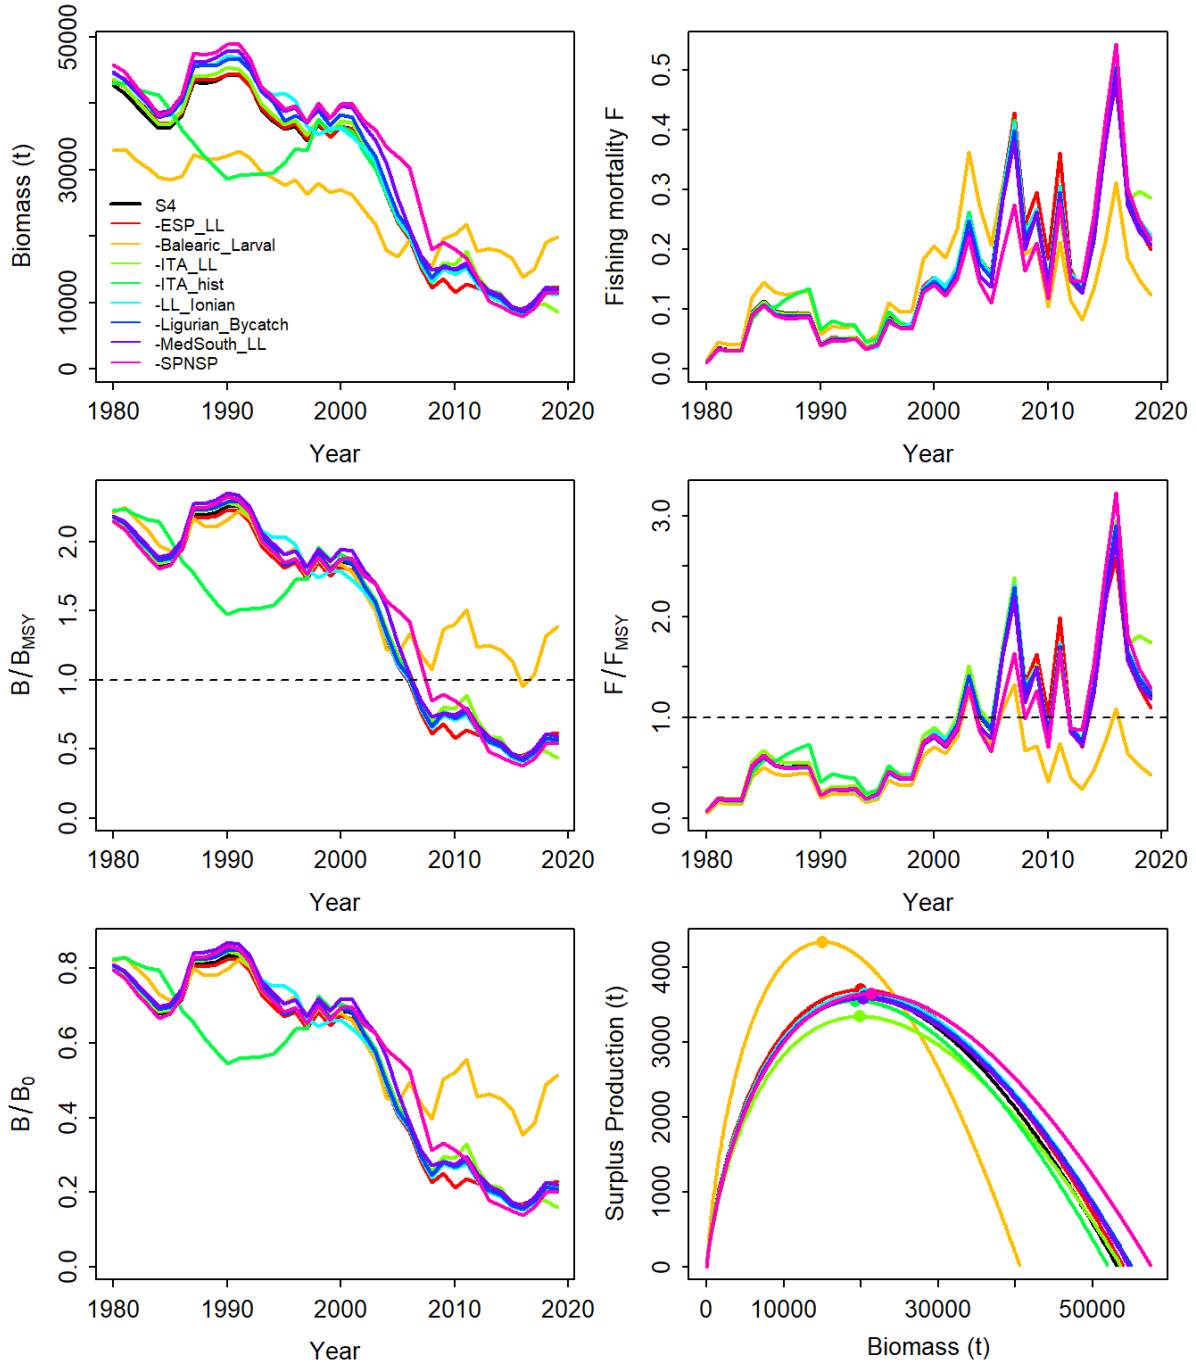 Biomass (t)
50000
30000
10000
0
S4
-ESP_LL
-Balearic_Larval
-ITA_LL
-ITA_hist
-LL_Ionian
-Ligurian_Bycatch
-MedSouth_LL
-SPNSP
1980 1990 2000 2010 2020
Year
Fishing mortality F
0.5
0.4
0.3
0.2
0.1
0.0
1980 1990 2000 2010 2020
Year
B/BMSY
2.0
1.5
1.0
0.5
0.0
1980 1990 2000 2010 2020
Year
F/FMSY
3.0
2.0
1.0
0.0
1980 1990 2000 2010 2020
Year
B/B0
0.8
0.6
0.4
0.2
0.0
1980 1990 2000 2010 2020
Year
Surplus Production (t)
4000
3000
2000
1000
0
0 10000 30000 50000
Biomass (t)